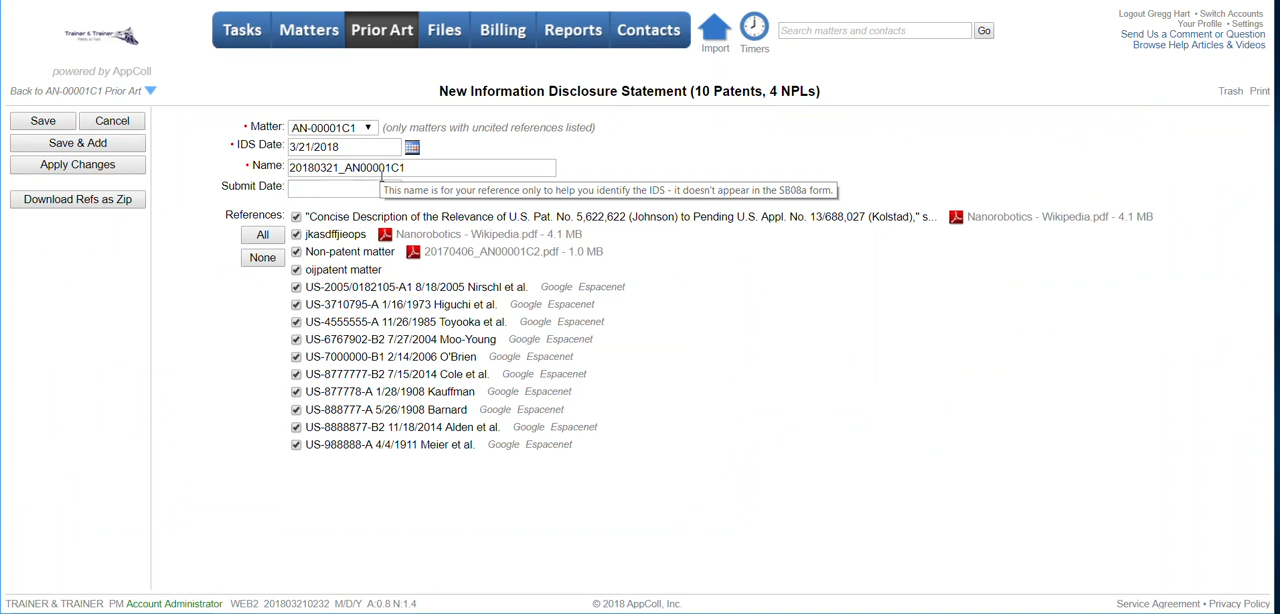 Trainer & Trainer
powered by AppColl
Tasks Matters Prior Art Files Billing Reports Contacts
Import
Timers
Search matters and contacts
Go
Logout Gregg Hart • Switch Accounts
Your Profile • Settings
Send Us a Comment or Question
Browse Help Articles & Videos
Back to AN-00001C1 Prior Art
New Information Disclosure Statement (10 Patents, 4 NPLs)
Trash Print
Save Cancel
Save & Add
Apply Changes
Download Refs as Zip
• Matter: AN-00001C1 (only matters with uncited references listed)
• IDS Date: 3/21/2018
• Name: 20180321_AN00001C1
Submit Date:
This name is for your reference only to help you identify the IDS - it doesn't appear in the SB08a form.
References:
All
None
"Concise Description of the Relevance of U.S. Pat. No. 5,622,622 (Johnson) to Pending U.S. Appl. No. 13/688,027 (Kolstad)," s... Nanorobotics - Wikipedia.pdf - 4.1 MB
jkasdffjieops Nanorobotics - Wikipedia.pdf - 4.1 MB
Non-patent matter 20170406_AN00001C2.pdf - 1.0 MB
oijpatent matter
US-2005/0182105-A1 8/18/2005 Nirschl et al. Google Espacenet
US-3710795-A 1/16/1973 Higuchi et al. Google Espacenet
US-4555555-A 11/26/1985 Toyooka et al. Google Espacenet
US-6767902-B2 7/27/2004 Moo-Young Google Espacenet
US-7000000-B1 2/14/2006 O'Brien Google Espacenet
US-8777777-B2 7/15/2014 Cole et al. Google Espacenet
US-877778-A 1/28/1908 Kauffman Google Espacenet
US-888777-A 5/26/1908 Barnard Google Espacenet
US-8888877-B2 11/18/2014 Alden et al. Google Espacenet
US-988888-A 4/4/1911 Meier et al. Google Espacenet
TRAINER & TRAINER PM Account Administrator WEB2 201803210232 M/D/Y A:0.8 N:1.4
© 2018 AppColl, Inc.
Service Agreement • Privacy Policy